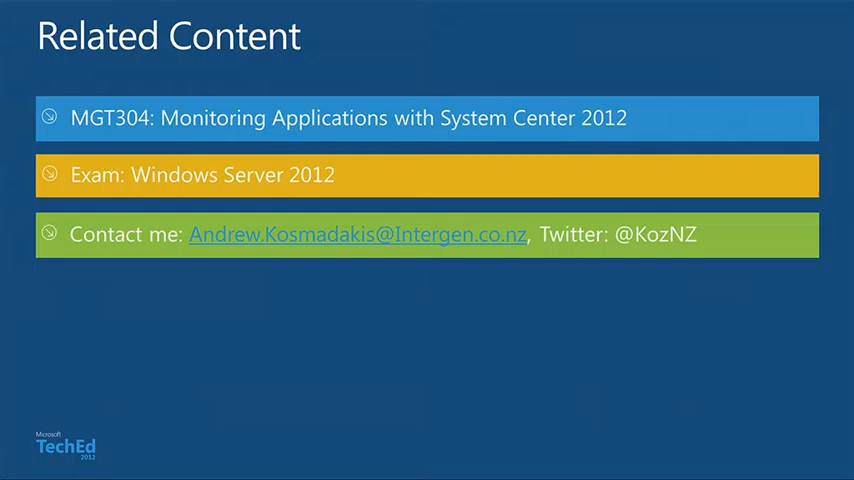 Related Content
MGT304: Monitoring Applications with System Center 2012
Exam: Windows Server 2012
Contact me: Andrew.Kosmadakis@Intergen.co.nz, Twitter: @KozNZ
Microsoft
TechEd
2012